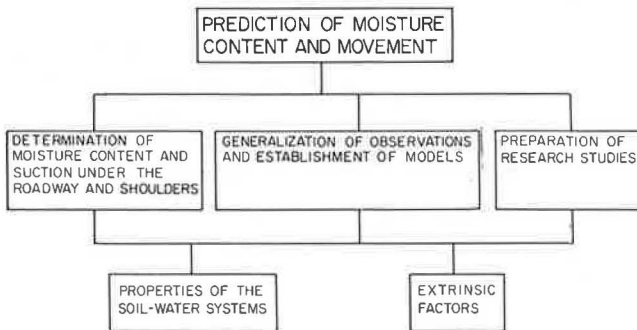 PREDICTION OF MOISTURE
CONTENT AND MOVEMENT
DETERMINATION OF
MOISTURE CONTENT AND
SUCTION UNDER THE
ROADWAY AND SHOULDERS
GENERALIZATION OF OBSERVATIONS
AND ESTABLISHMENT OF MODELS
PREPARATION OF
RESEARCH STUDIES
PROPERTIES OF THE
SOIL-WATER SYSTEMS
EXTRINSIC
FACTORS